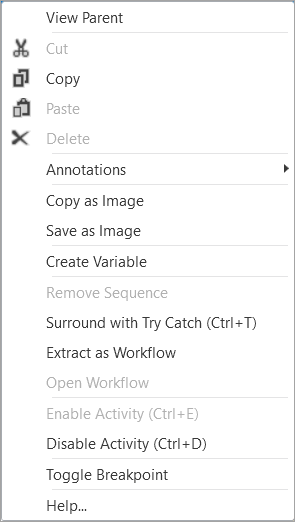 View Parent
Cut
Copy
Paste
Delete
Annotations
Copy as Image
Save as Image
Create Variable
Remove Sequence
Surround with Try Catch (Ctrl+T)
Extract as Workflow
Open Workflow
Enable Activity (Ctrl+E)
Disable Activity (Ctrl+D)
Toggle Breakpoint
Help...